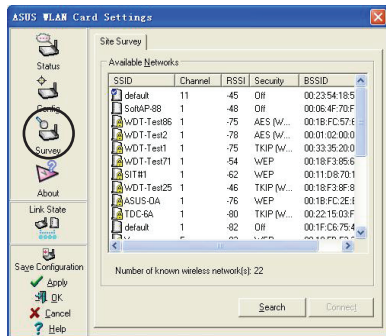 ASUS WLAN Card Settings
Status
Config
Survey
About
Link State
Save Configuration
Apply
OK
Cancel
Help
Site Survey
Available Networks
SSID Channel RSSI Security BSSID
default 11 -45 Off 00:23:54:18:5
SoftAP-88 1 -48 Off 00:06:4F:70:F
WDT-Test86 1 -75 AES (W... 00:1B:FC:57:E
WDT-Test2 1 -78 AES (W... 00:01:02:00:0
WDT-Test1 1 -75 TKIP (W... 00:33:35:20:0
WDT-Test71 1 -54 WEP 00:18:F3:85:6
SIT#1 1 -62 WEP 00:11:D8:70:1
WDT-Test25 1 -46 TKIP (W... 00:18:F3:8F:8
ASUS-0A 1 -76 WEP 00:1B:FC:2E:E
TDC-6A 1 -80 TKIP (W... 00:22:15:03:F
default 1 -82 Off 00:1F:C6:75:4
Number of known wireless network(s): 22
Search Connect